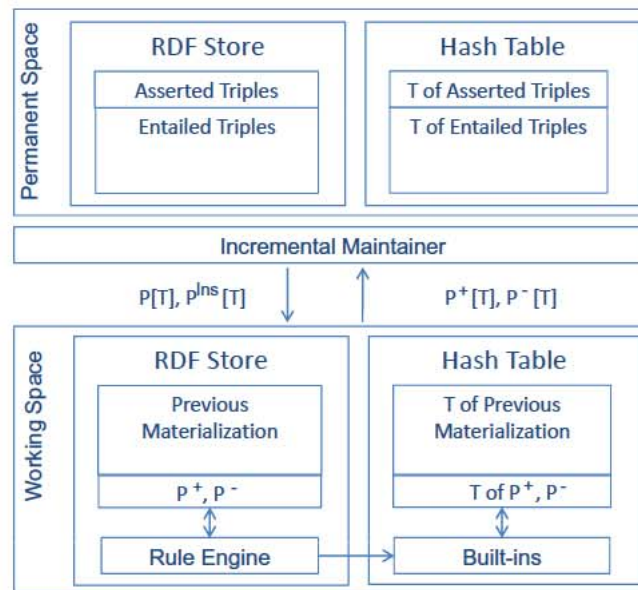 Permanent Space
RDF Store
Asserted Triples
Entailed Triples
Hash Table
T of Asserted Triples
T of Entailed Triples
Incremental Maintainer
P[T], P^Ins [T]
P⁺[T], P⁻[T]
Working Space
RDF Store
Previous
Materialization
P⁺, P⁻
Rule Engine
Hash Table
T of Previous
Materialization
T of P⁺, P⁻
Built-ins